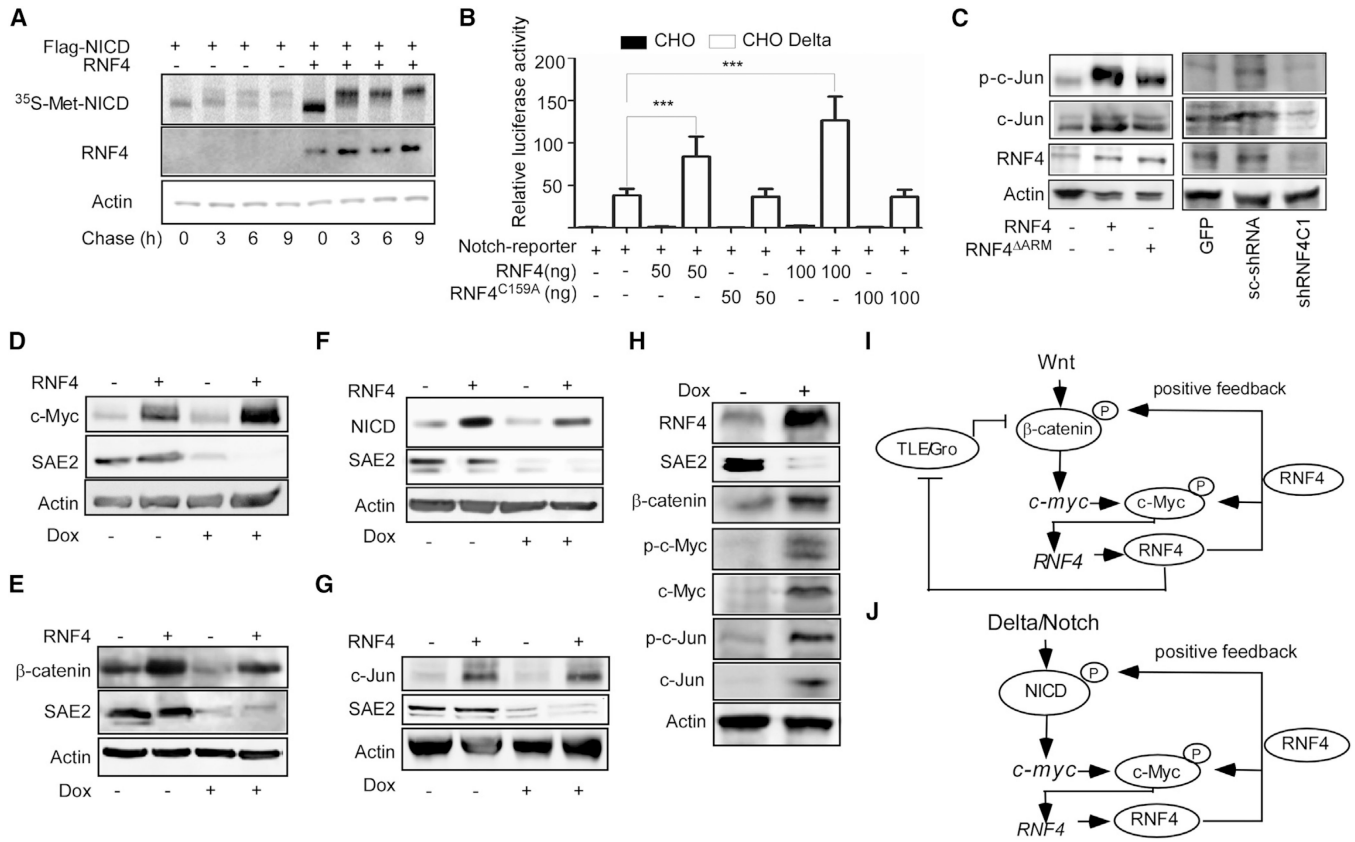 A
Flag-NICD + + + + + + + +
RNF4 - - - - + + + +
35S-Met-NICD
RNF4
Actin
Chase (h) 0 3 6 9 0 3 6 9
B
CHO CHO Delta
Relative luciferase activity
200
150
100
50
***
***
Notch-reporter + + + + + + + + + +
RNF4(ng) - - 50 50 - - 100 100 - -
RNF4C159A (ng) - - - - 50 50 - - 100 100
C
p-c-Jun
c-Jun
RNF4
Actin
RNF4 - + -
RNF4ΔARM - - +
GFP
sc-shRNA
shRNF4C1
D
RNF4 - + - +
c-Myc
SAE2
Actin
Dox - - + +
E
RNF4 - + - +
β-catenin
SAE2
Actin
Dox - - + +
F
RNF4 - + - +
NICD
SAE2
Actin
Dox - - + +
G
RNF4 - + - +
c-Jun
SAE2
Actin
Dox - - + +
H
Dox - +
RNF4
SAE2
β-catenin
p-c-Myc
c-Myc
p-c-Jun
c-Jun
Actin
I
Wnt
positive feedback
P
β-catenin
TLE/Gro
c-myc
c-Myc
P
RNF4
RNF4
RNF4
J
Delta/Notch
positive feedback
P
NICD
c-myc
c-Myc
P
RNF4
RNF4
RNF4